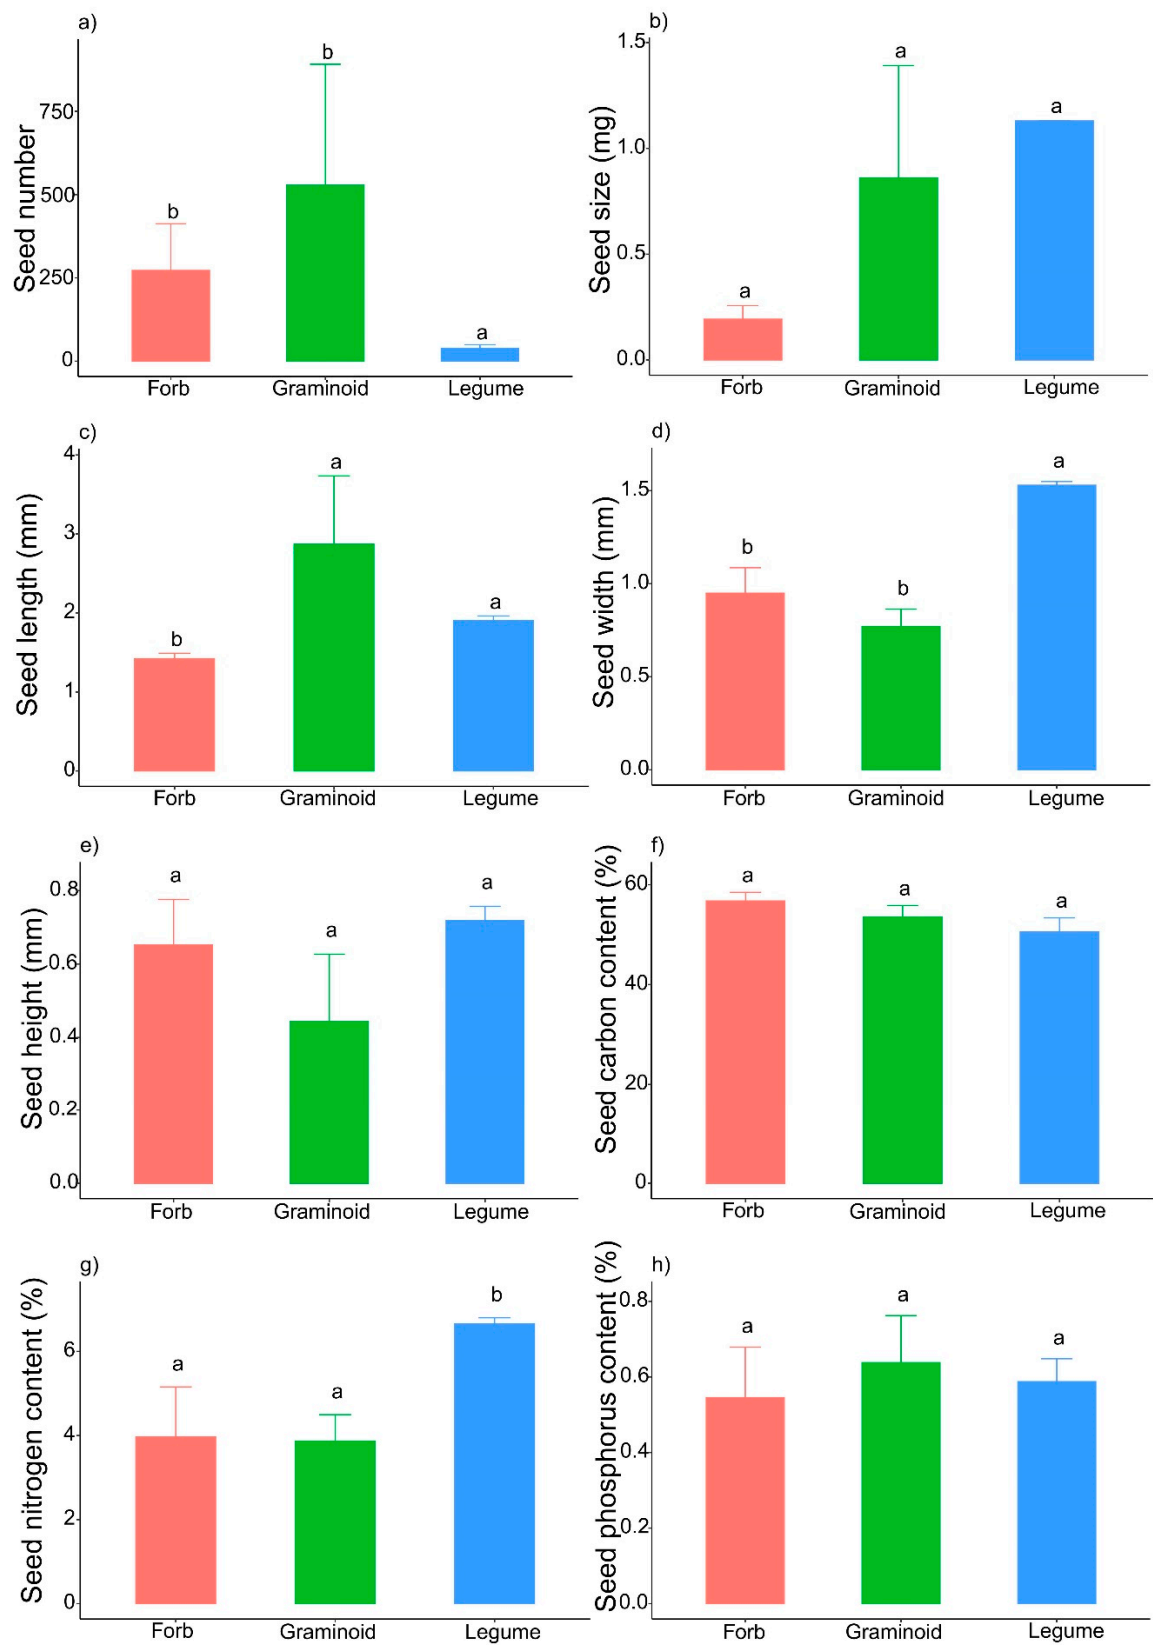 a)
Seed number
750
500
250
0
b
b
a
Forb Graminoid Legume
b)
Seed size (mg)
1.5
1.0
0.5
0.0
a
a
a
Forb Graminoid Legume
c)
Seed length (mm)
4
3
2
1
0
b
a
a
Forb Graminoid Legume
d)
Seed width (mm)
1.5
1.0
0.5
0.0
b
b
a
Forb Graminoid Legume
e)
Seed height (mm)
0.8
0.6
0.4
0.2
0.0
a
a
a
Forb Graminoid Legume
f)
Seed carbon content (%)
60
40
20
0
a
a
a
Forb Graminoid Legume
g)
Seed nitrogen content (%)
6
4
2
0
a
a
b
Forb Graminoid Legume
h)
Seed phosphorus content (%)
0.8
0.6
0.4
0.2
0.0
a
a
a
Forb Graminoid Legume